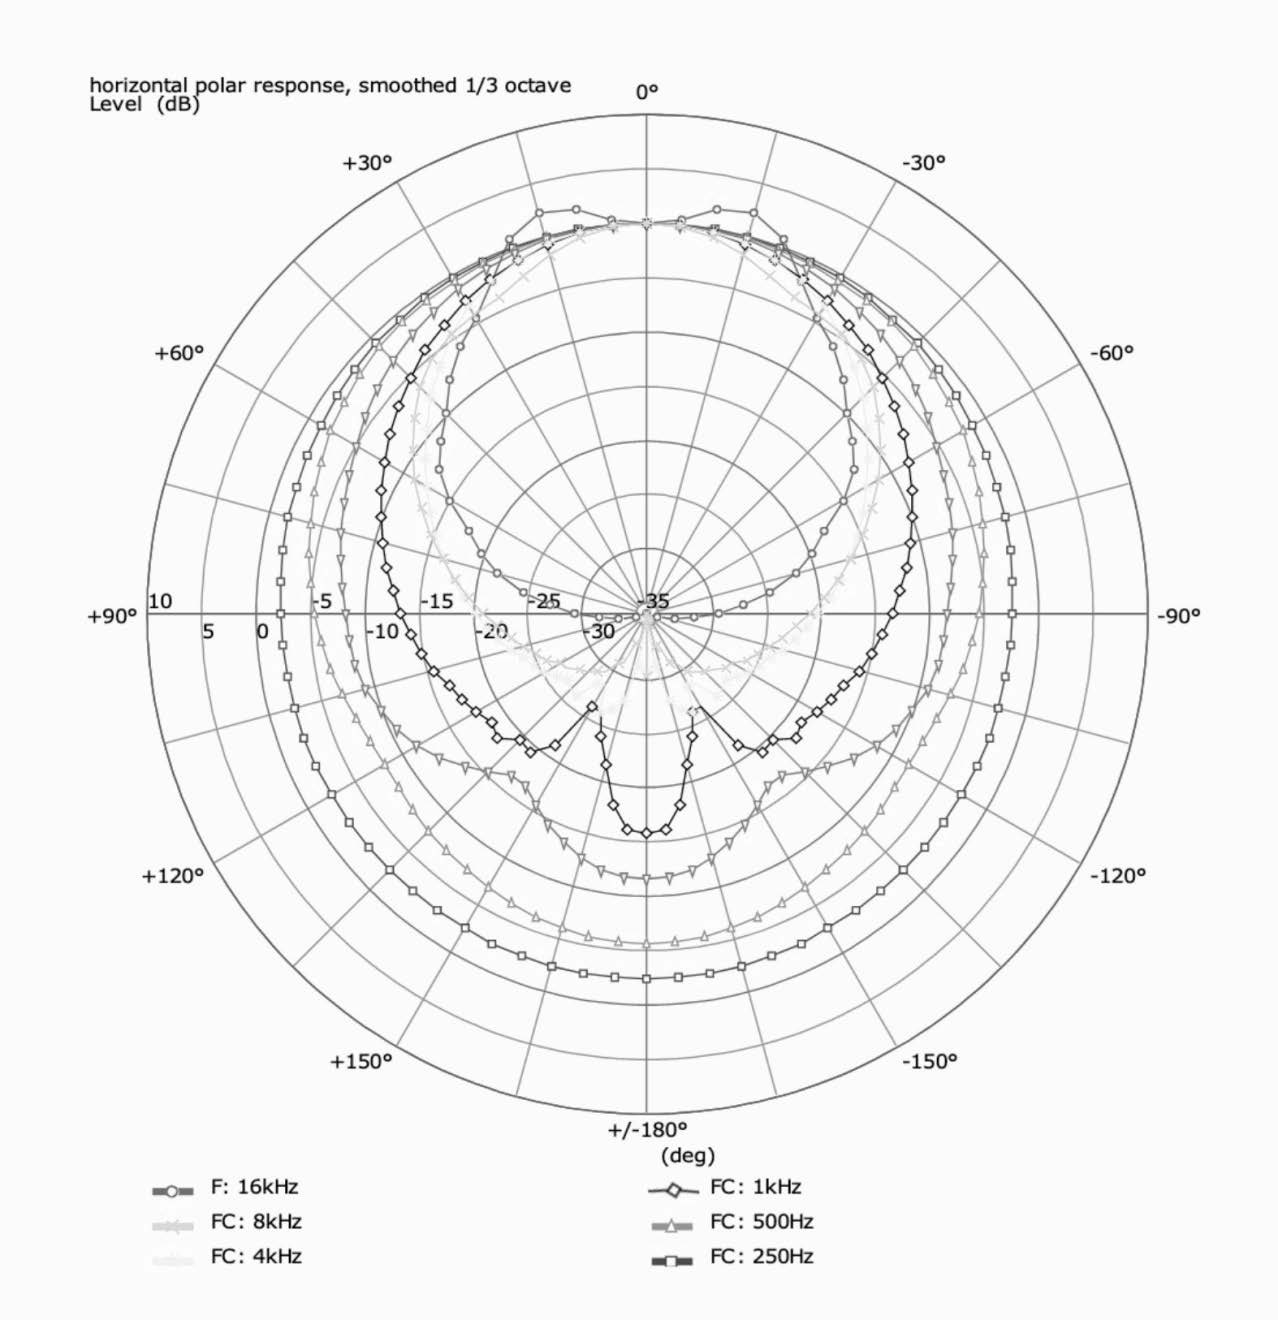 horizontal polar response, smoothed 1/3 octave
Level (dB)
0°
+30°
-30°
+60°
-60°
+90°
10
-5
-15
-25
-35
-90°
5
0
-10
-20
-30
+120°
-120°
+150°
-150°
+/-180°
(deg)
F: 16kHz
FC: 1kHz
FC: 8kHz
FC: 500Hz
FC: 4kHz
FC: 250Hz